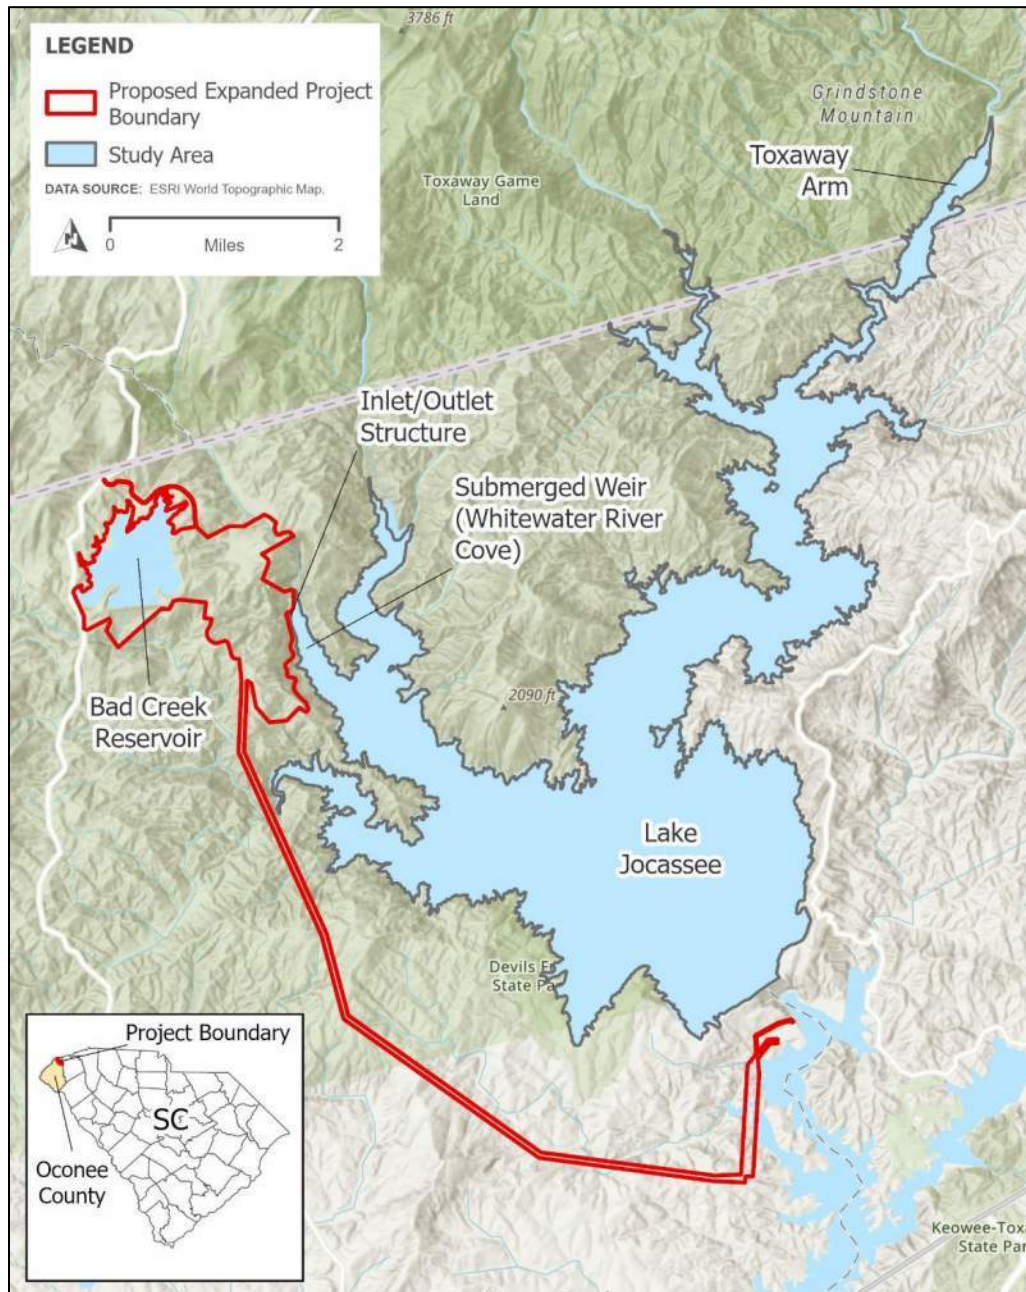 3786 ft
LEGEND
Proposed Expanded Project
Boundary
Study Area
DATA SOURCE: ESRI World Topographic Map.
N
0
Miles
2
Grindstone
Mountain
Toxaway
Arm
Toxaway Game
Land
Inlet/Outlet
Structure
Submerged Weir
(Whitewater River
Cove)
Bad Creek
Reservoir
2090 ft
Lake
Jocassee
Devils F
State Pa
Project Boundary
SC
Oconee
County
Keowee-Toxa
State Par